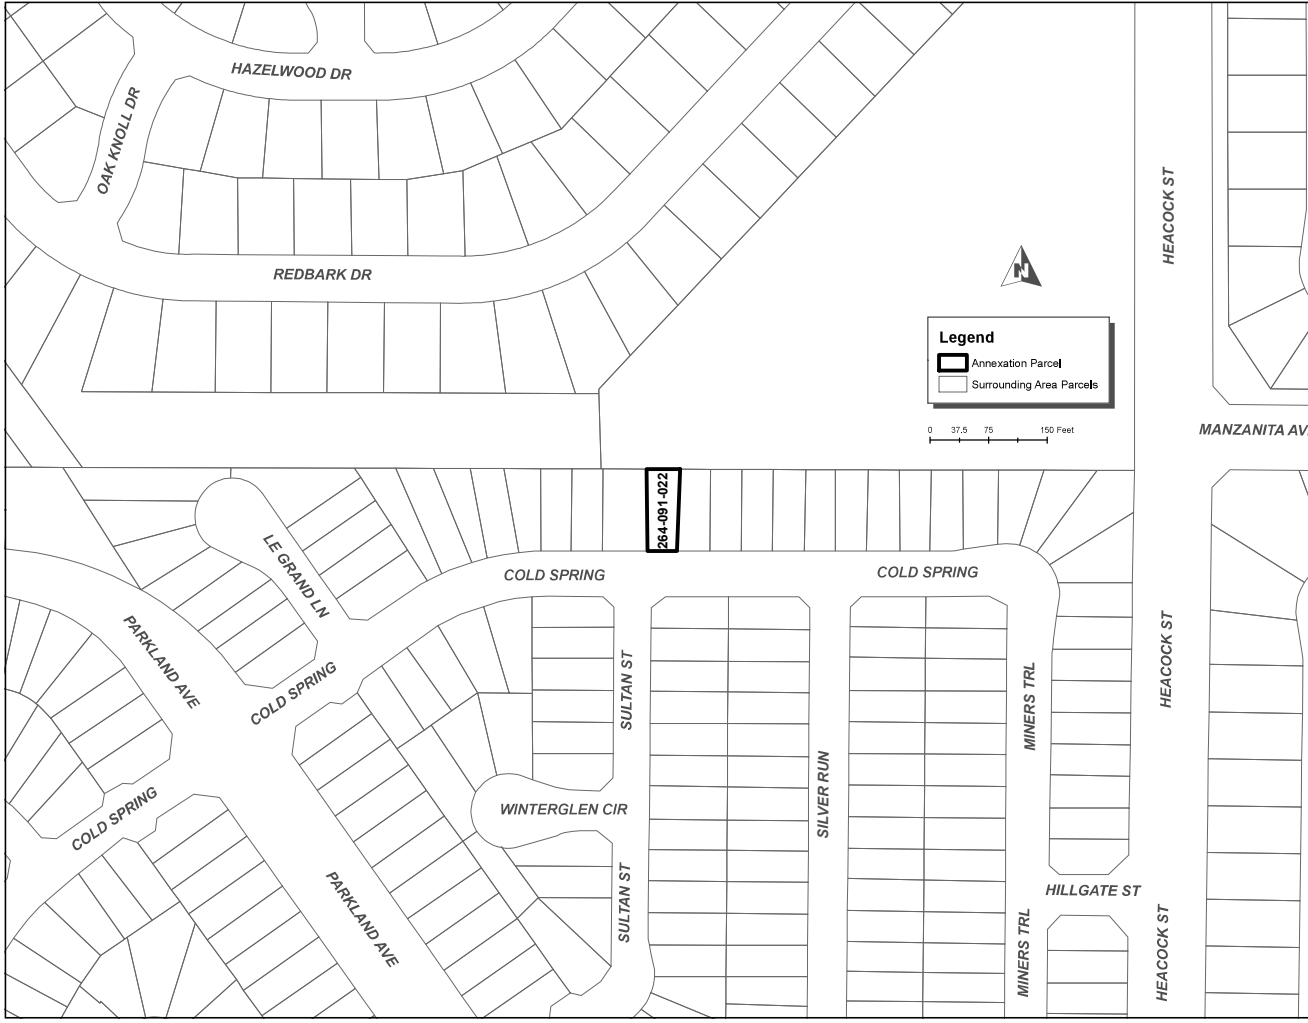 HAZELWOOD DR
OAK KNOLL DR
HEACOCK ST
REDBARK DR
N
Legend
Annexation Parcel
Surrounding Area Parcels
0 37.5 75 150 Feet
MANZANITA AV
264-091-022
LE GRAND LN
COLD SPRING
COLD SPRING
PARKLAND AVE
COLD SPRING
SULTAN ST
MINERS TRL
HEACOCK ST
SILVER RUN
WINTERGLEN CIR
COLD SPRING
PARKLAND AVE
SULTAN ST
HILLGATE ST
MINERS TRL
HEACOCK ST